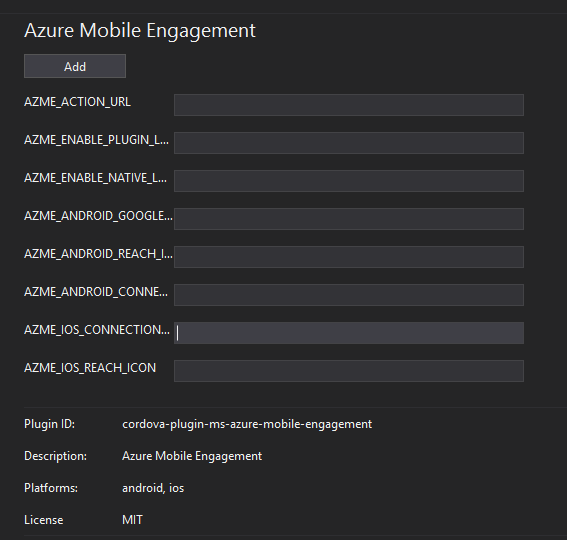 Azure Mobile Engagement
Add
AZME_ACTION_URL
AZME_ENABLE_PLUGIN_L...
AZME_ENABLE_NATIVE_L...
AZME_ANDROID_GOOGLE...
AZME_ANDROID_REACH_I...
AZME_ANDROID_CONNE...
AZME_IOS_CONNECTION...
AZME_IOS_REACH_ICON
Plugin ID: cordova-plugin-ms-azure-mobile-engagement
Description: Azure Mobile Engagement
Platforms: android, ios
License MIT